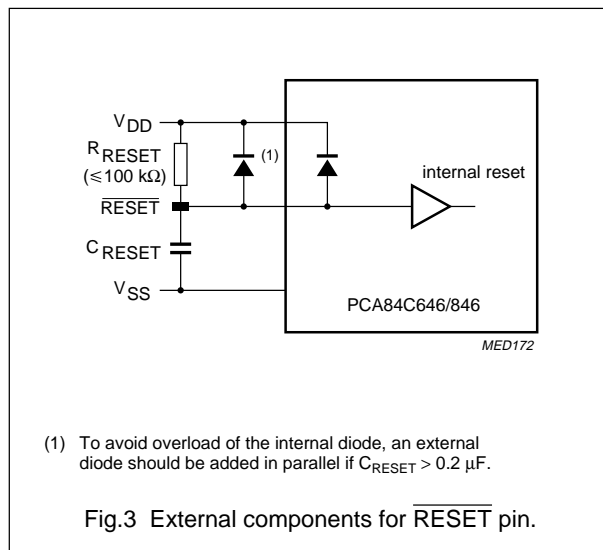 VDD
RRESET
(≤100 kΩ)
RESET
CRESET
VSS
(1)
internal reset
PCA84C646/846
MED172
(1) To avoid overload of the internal diode, an external
diode should be added in parallel if CRESET > 0.2 μF.
Fig.3 External components for RESET pin.